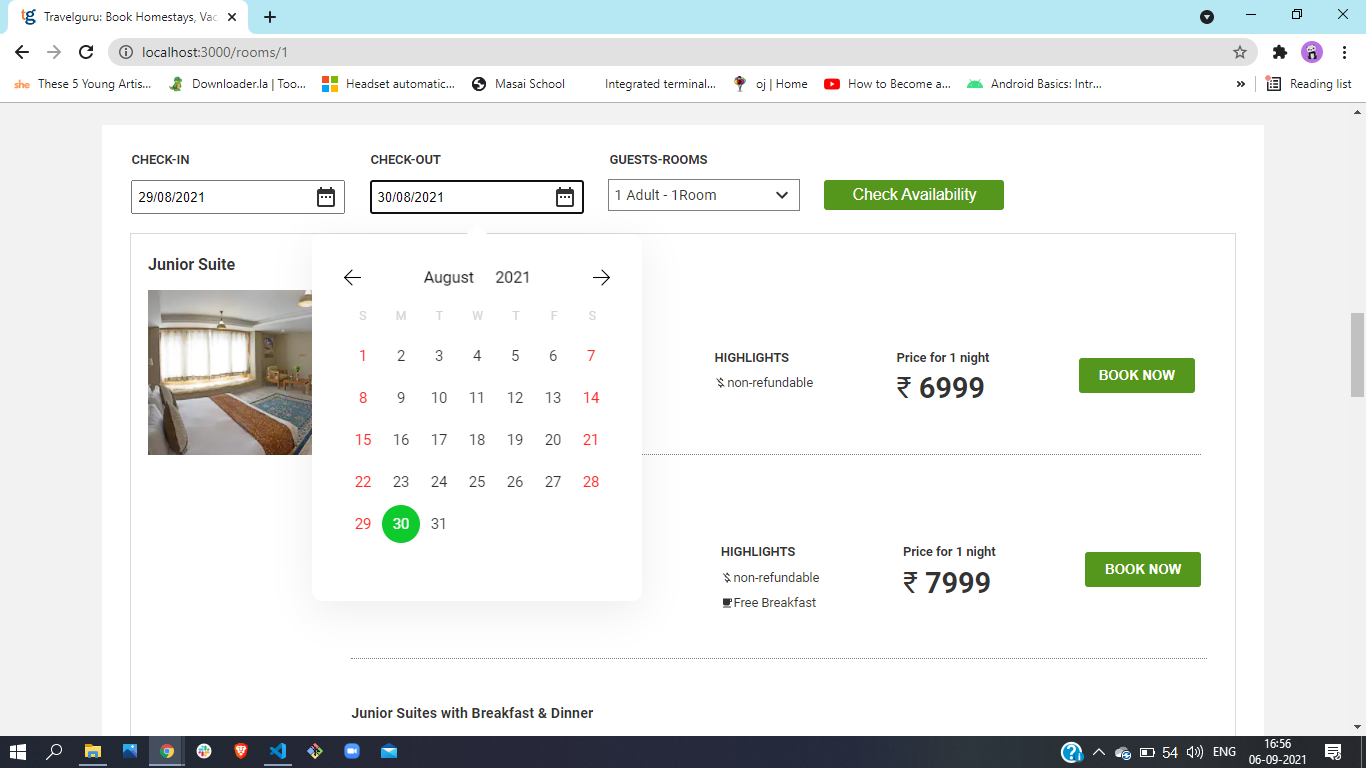 Travelguru: Book Homestays, Vac
localhost:3000/rooms/1
she These 5 Young Artis... Downloader.la | Too... Headset automatic... Masai School Integrated terminal... oj | Home How to Become a... Android Basics: Intr... » Reading list
CHECK-IN CHECK-OUT GUESTS-ROOMS
29/08/2021 30/08/2021 1 Adult - 1Room Check Availability
Junior Suite
August 2021
S M T W T F S
1 2 3 4 5 6 7
8 9 10 11 12 13 14
15 16 17 18 19 20 21
22 23 24 25 26 27 28
29 30 31
HIGHLIGHTS Price for 1 night
non-refundable ₹ 6999 BOOK NOW
HIGHLIGHTS Price for 1 night
non-refundable ₹ 7999 BOOK NOW
Free Breakfast
Junior Suites with Breakfast & Dinner
54 ENG 16:56
06-09-2021